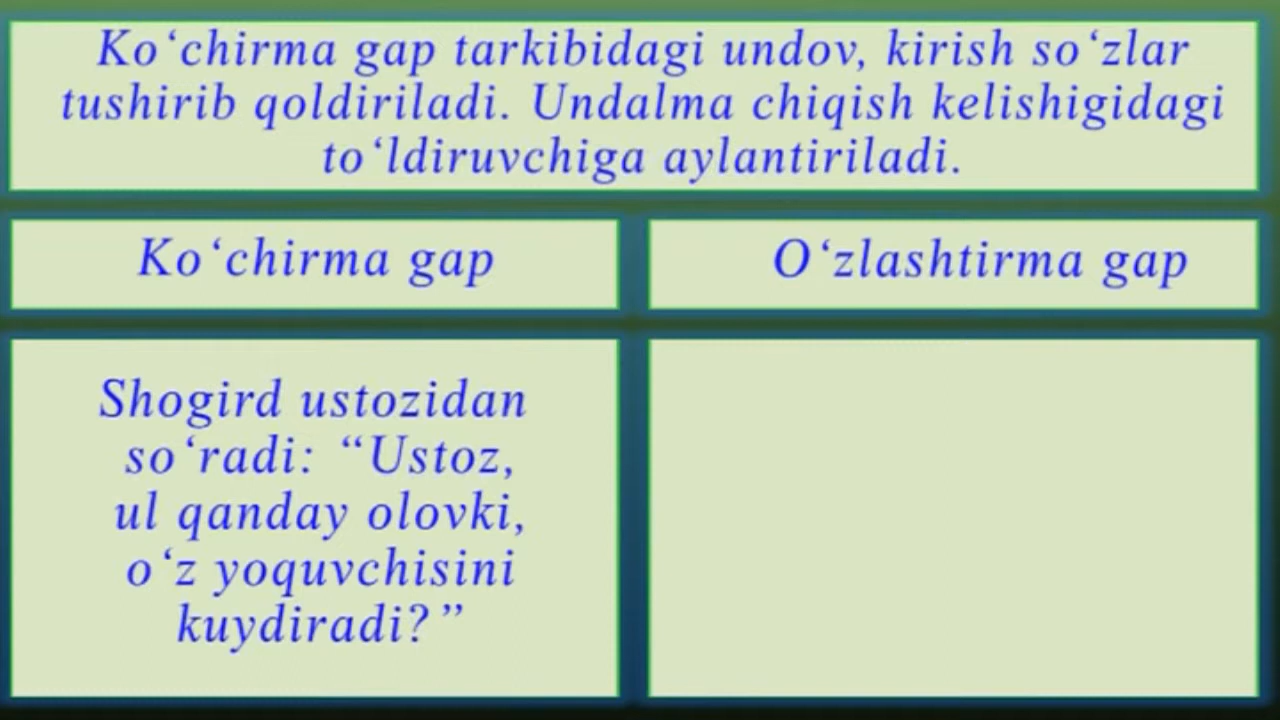 Ko‘chirma gap tarkibidagi undov, kirish so‘zlar
tushirib qoldiriladi. Undalma chiqish kelishigidagi
to‘ldiruvchiga aylantiriladi.
Ko‘chirma gap
O‘zlashtirma gap
Shogird ustozidan
so‘radi: “Ustoz,
ul qanday olovki,
o‘z yoquvchisini
kuydiradi?”